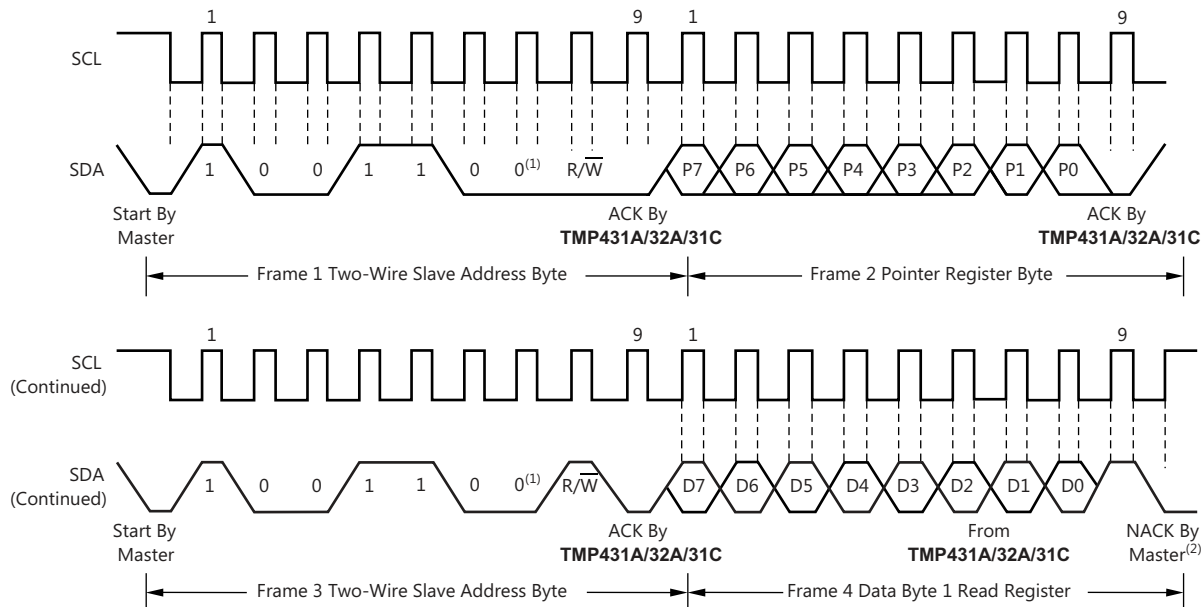 1 9 1 9
SCL
SDA
1 0 0 1 1 0 0(1) R/W̅ P7 P6 P5 P4 P3 P2 P1 P0
Start By
Master
ACK By
TMP431A/32A/31C
ACK By
TMP431A/32A/31C
Frame 1 Two-Wire Slave Address Byte
Frame 2 Pointer Register Byte
1 9 1 9
SCL
(Continued)
SDA
(Continued)
1 0 0 1 1 0 0(1) R/W̅ D7 D6 D5 D4 D3 D2 D1 D0
Start By
Master
ACK By
TMP431A/32A/31C
From
TMP431A/32A/31C
NACK By
Master(2)
Frame 3 Two-Wire Slave Address Byte
Frame 4 Data Byte 1 Read Register